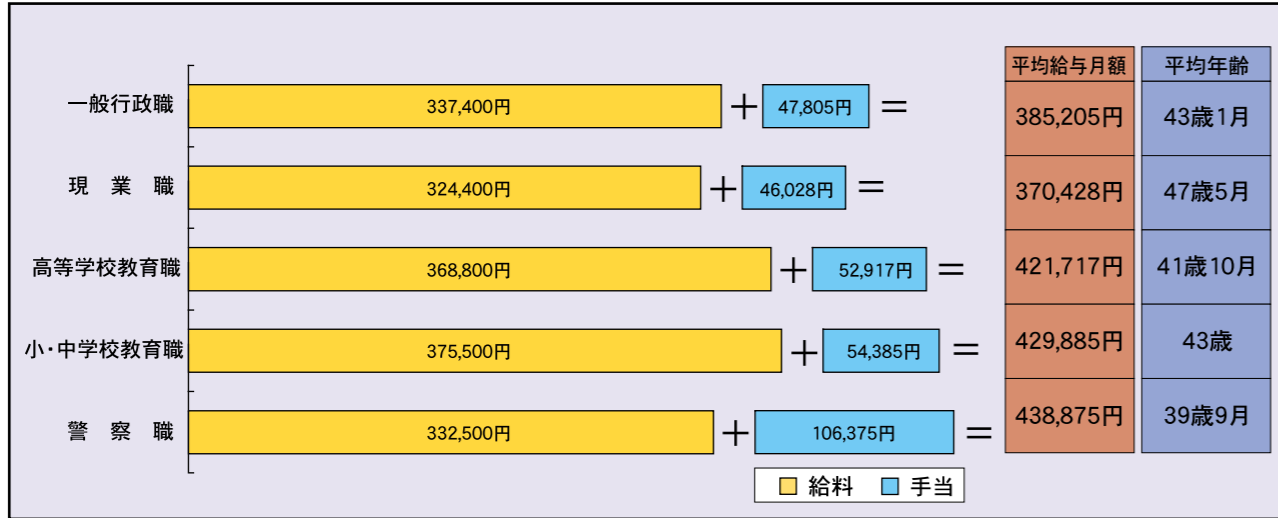 平均給与月額 平均年齢
一般行政職 337,400円 + 47,805円 = 385,205円 43歳1月
現業職 324,400円 + 46,028円 = 370,428円 47歳5月
高等学校教育職 368,800円 + 52,917円 = 421,717円 41歳10月
小・中学校教育職 375,500円 + 54,385円 = 429,885円 43歳
警察職 332,500円 + 106,375円 = 438,875円 39歳9月
給料 手当